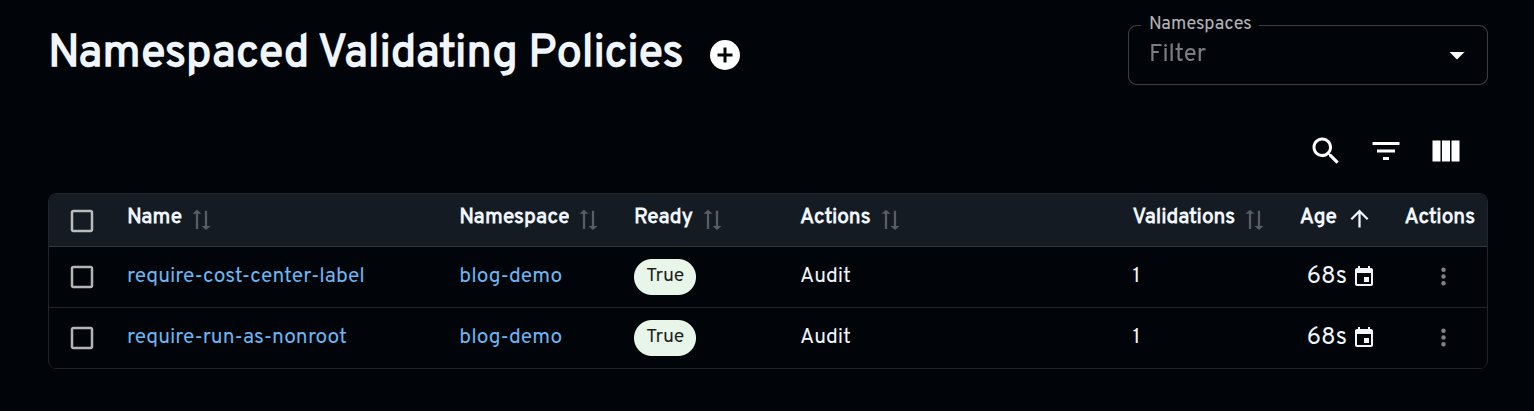 Namespaced Validating Policies
Namespaces
Filter
Name Namespace Ready Actions Validations Age Actions
require-cost-center-label blog-demo True Audit 1 68s
require-run-as-nonroot blog-demo True Audit 1 68s